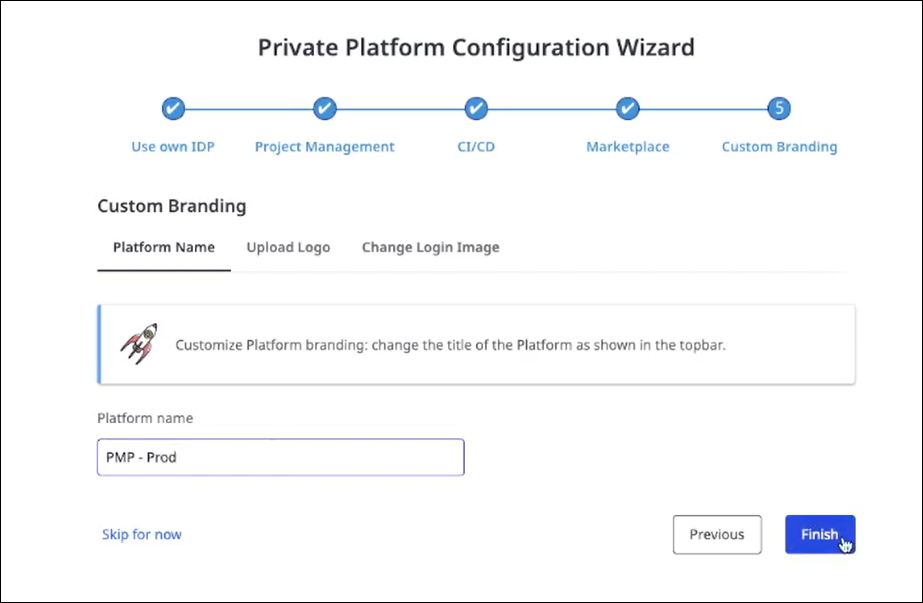 Private Platform Configuration Wizard
5
Use own IDP Project Management CI/CD Marketplace Custom Branding
Custom Branding
Platform Name Upload Logo Change Login Image
Customize Platform branding: change the title of the Platform as shown in the topbar.
Platform name
PMP - Prod
Skip for now Previous Finish